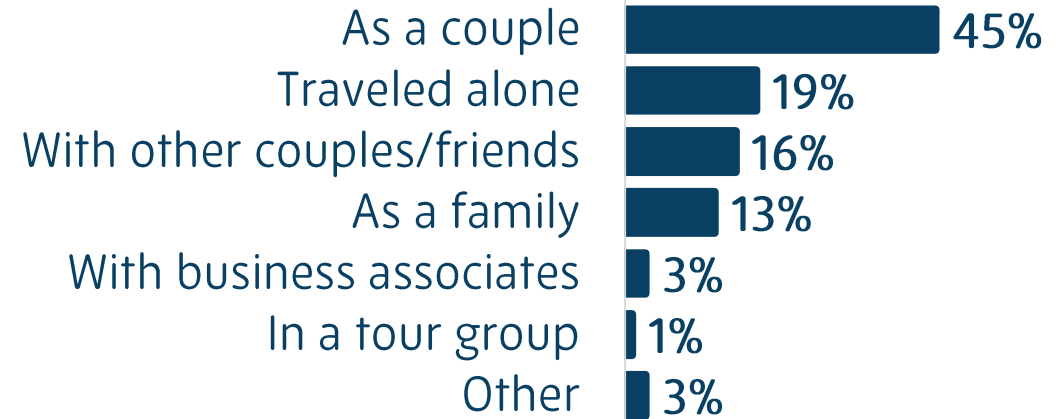 As a couple 45%
Traveled alone 19%
With other couples/friends 16%
As a family 13%
With business associates 3%
In a tour group 1%
Other 3%